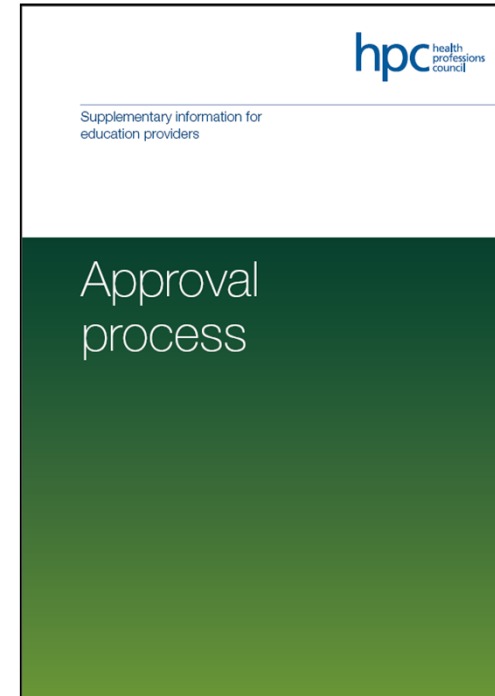 hpc health
professions
council
Supplementary information for
education providers
Approval
process